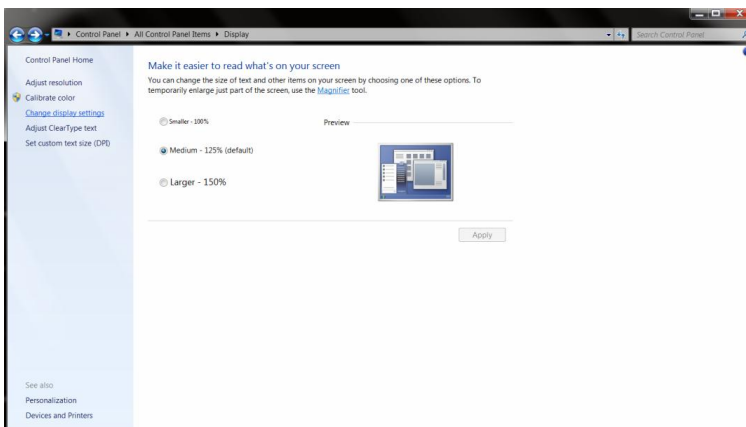 Control Panel ▸ All Control Panel Items ▸ Display
Search Control Panel
Control Panel Home
Adjust resolution
Calibrate color
Change display settings
Adjust ClearType text
Set custom text size (DPI)
See also
Personalization
Devices and Printers
Make it easier to read what's on your screen
You can change the size of text and other items on your screen by choosing one of these options. To
temporarily enlarge just part of the screen, use the Magnifier tool.
Smaller - 100%
Preview
Medium - 125% (default)
Larger - 150%
Apply